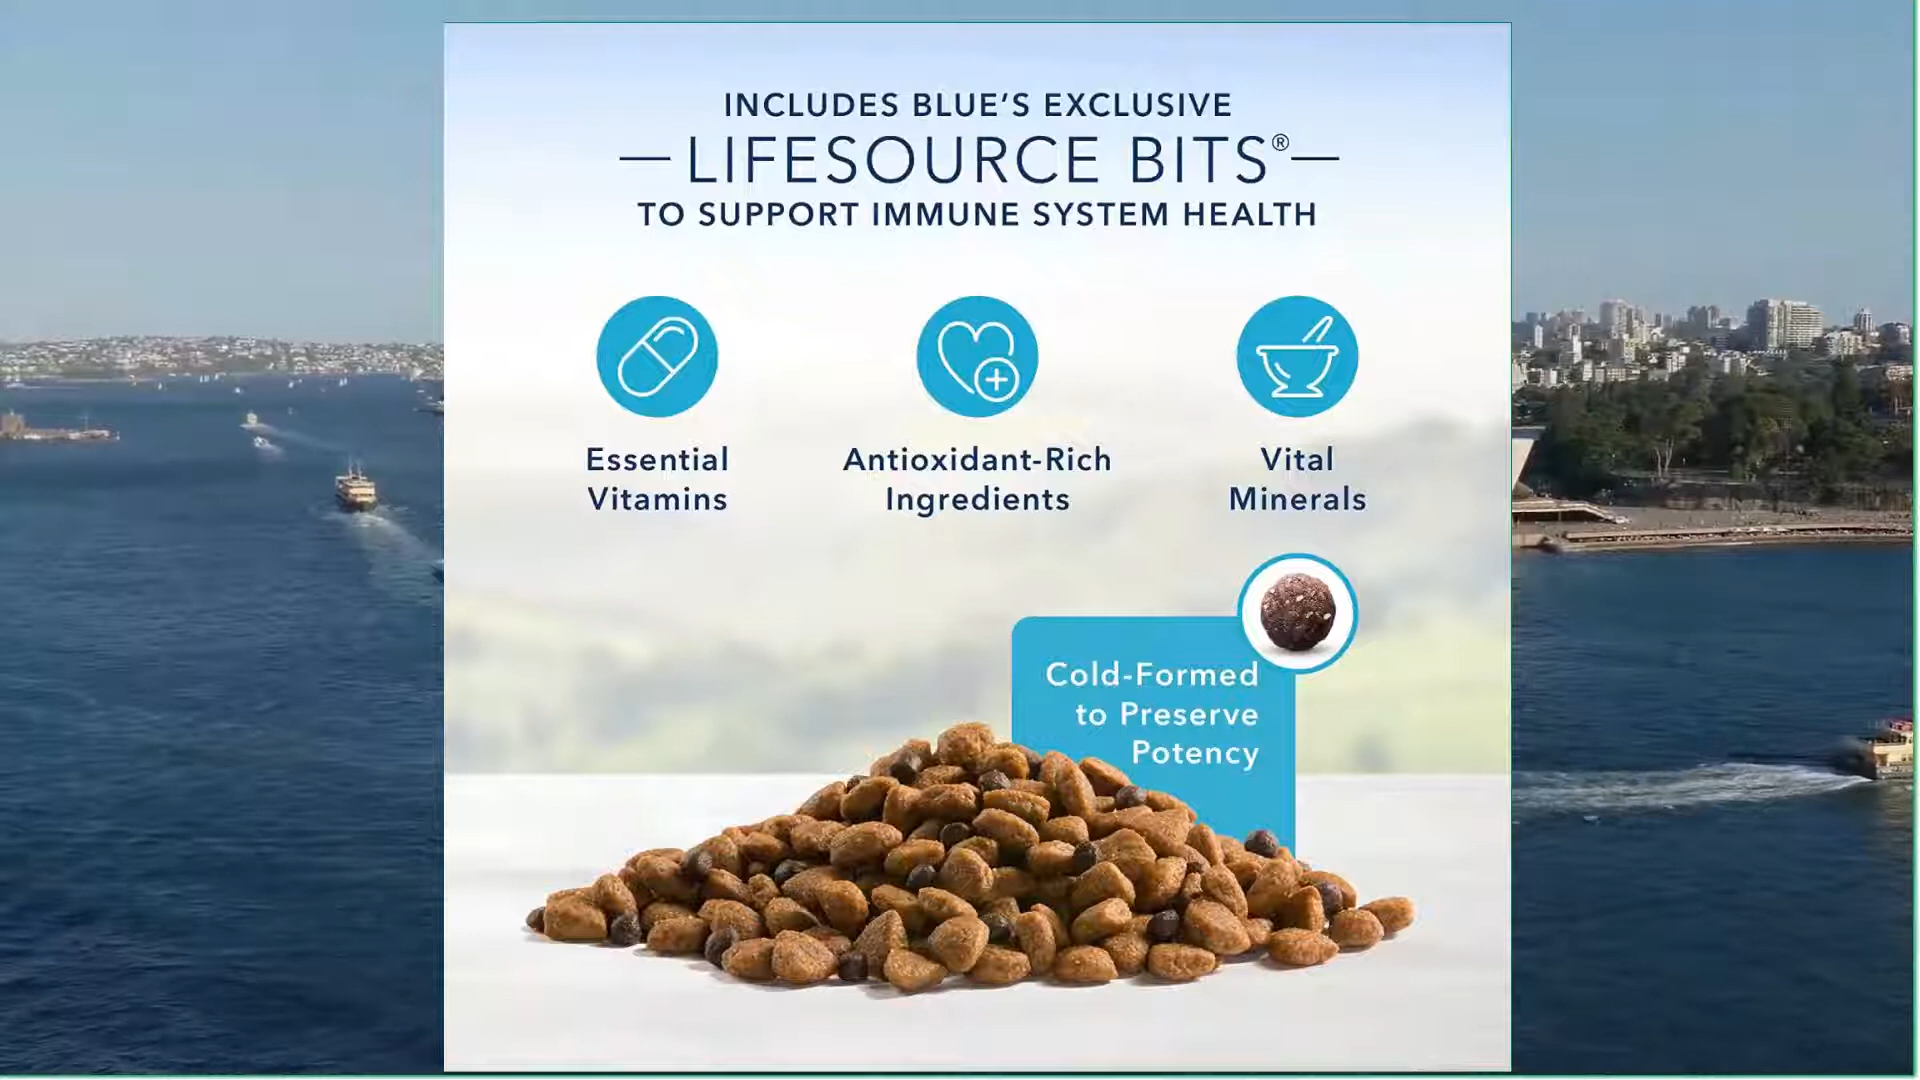 INCLUDES BLUE'S EXCLUSIVE
LIFESOURCE BITS®
TO SUPPORT IMMUNE SYSTEM HEALTH
Essential
Vitamins
Antioxidant-Rich
Ingredients
Vital
Minerals
Cold-Formed
to Preserve
Potency